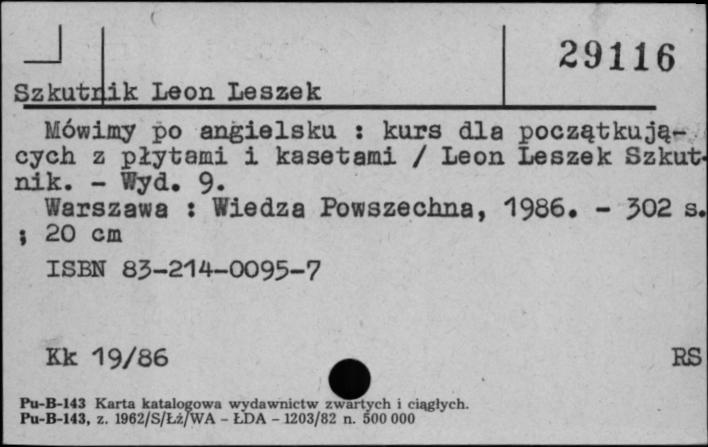 29116
Szkutnik Leon Leszek
Mówimy po angielsku : kurs dla początkują-
cych z płytami i kasetami / Leon Leszek Szkut-
nik. - Wyd. 9.
Warszawa : Wiedza Powszechna, 1986. - 302 s.
; 20 cm
ISBN 83-214-0095-7
Kk 19/86 RS
Pu-B-143 Karta katalogowa wydawnictw zwartych i ciągłych.
Pu-B-143, z. 1962/S/Łź/WA - ŁDA - 1203/82 n. 500 000